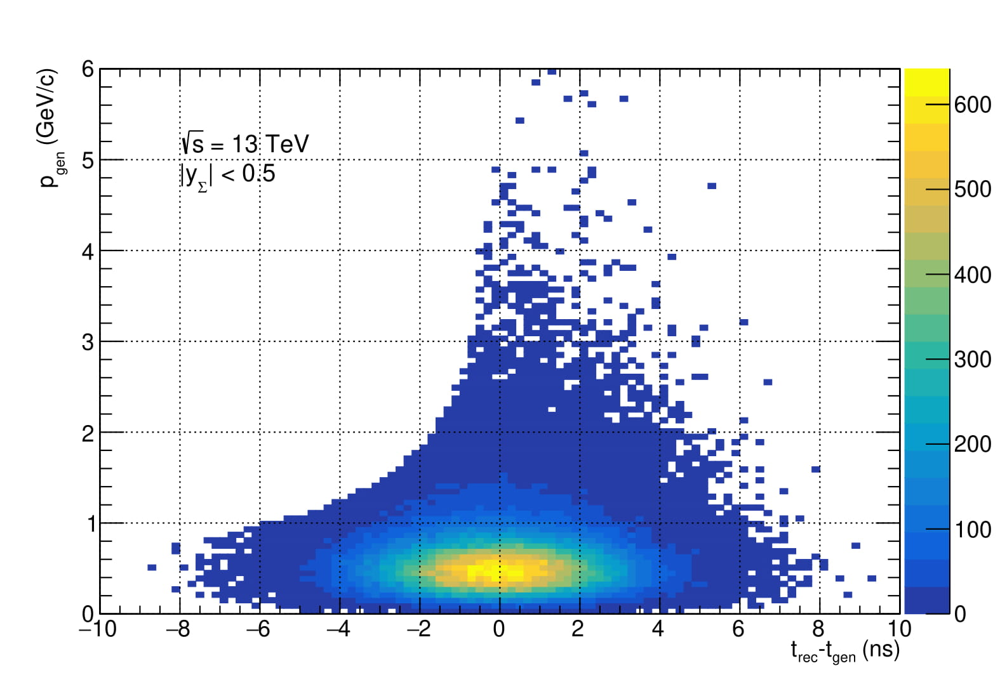 6
5
4
3
2
1
0
p_gen (GeV/c)
√s = 13 TeV
|y_Σ| < 0.5
−10 −8 −6 −4 −2 0 2 4 6 8 10
t_rec-t_gen (ns)
600
500
400
300
200
100
0